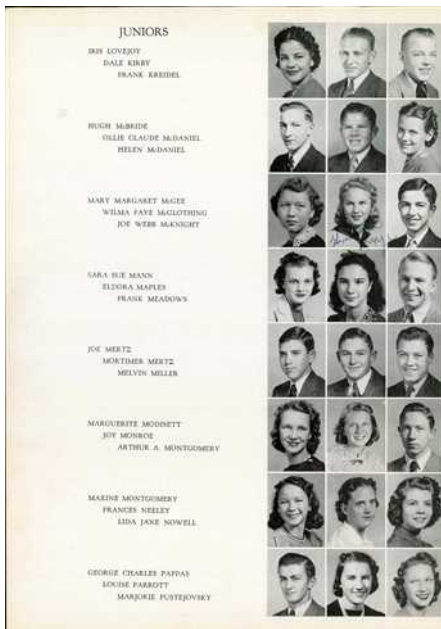 JUNIORS
IRIS LOVEJOY
DALE KIRBY
FRANK KREIDEL
HUGH McBRIDE
OLLIE CLAUDE McDANIEL
HELEN McDANIEL
MARY MARGARET McGEE
WILMA FAYE McGLOTHING
JOE WEBB McKNIGHT
SARA SUE MANN
ELDORA MAPLES
FRANK MEADOWS
JOE MERTZ
MORTIMER MERTZ
MELVIN MILLER
MARGUERITE MODISETT
JOY MONROE
ARTHUR A. MONTGOMERY
MAXINE MONTGOMERY
FRANCES NEELEY
LIDA JANE NOWELL
GEORGE CHARLES PAPPAS
LOUISE PARROTT
MARJORIE PUSTEJOVSKY